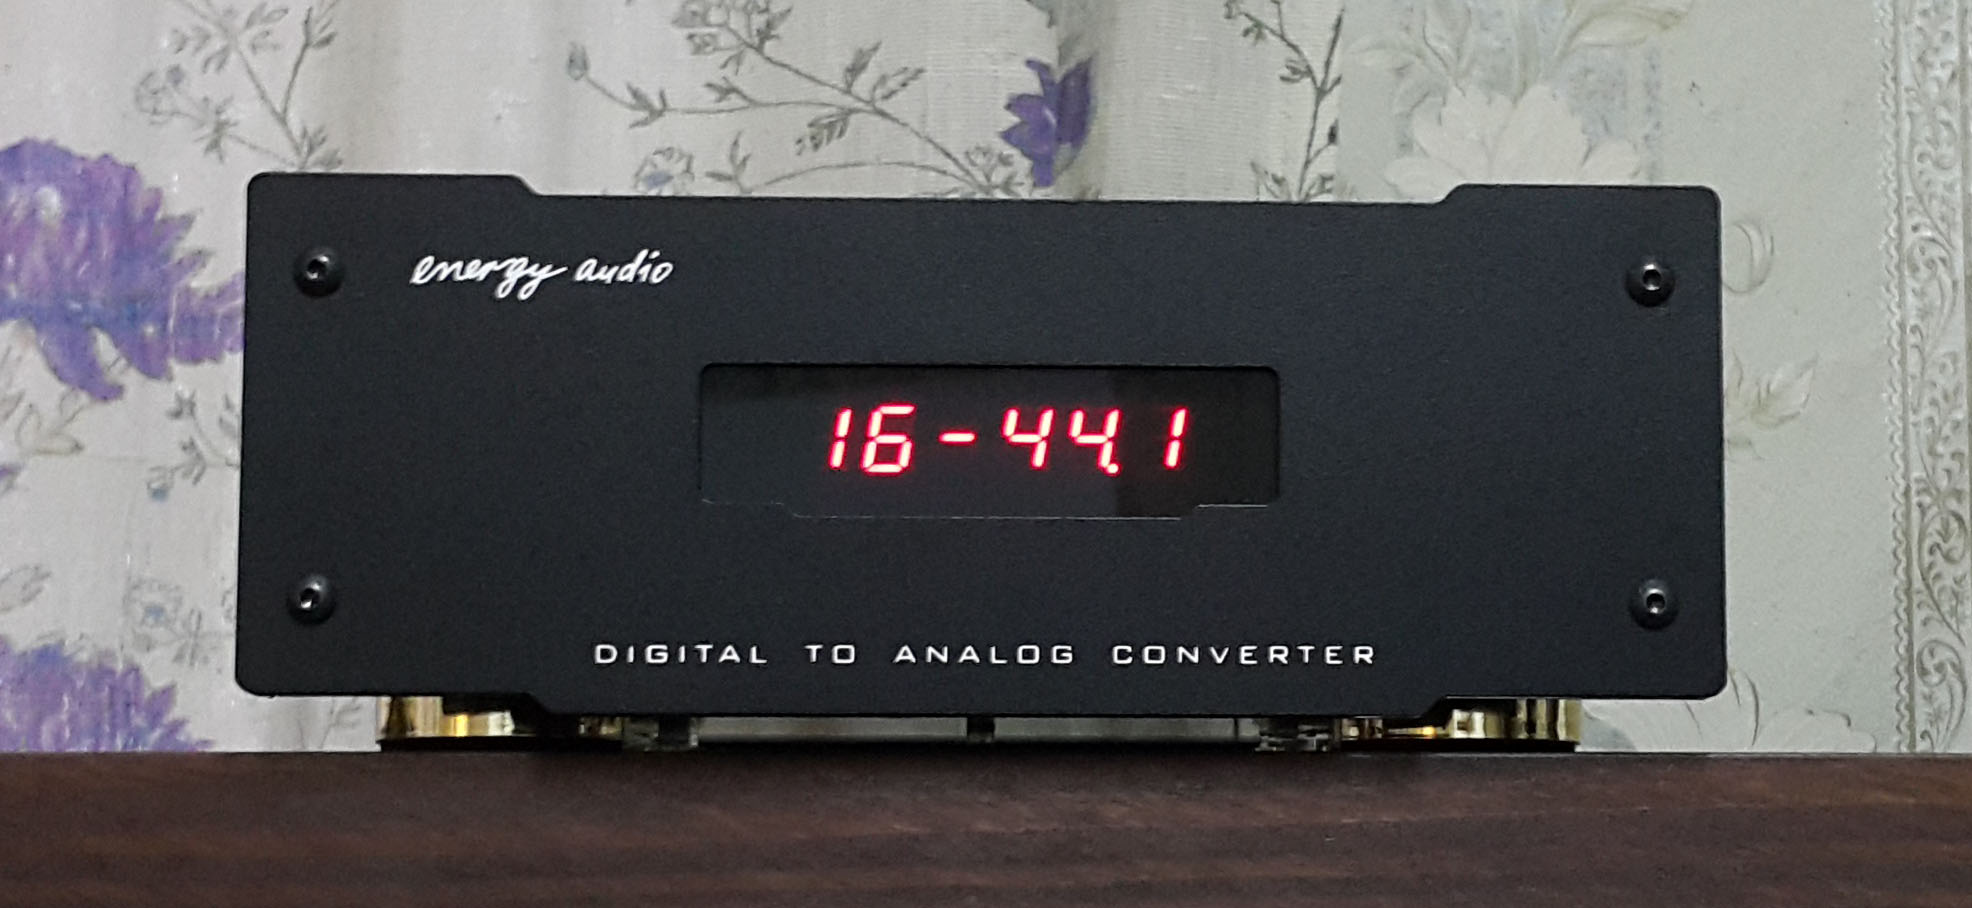 energy audio
16-44.1
DIGITAL TO ANALOG CONVERTER